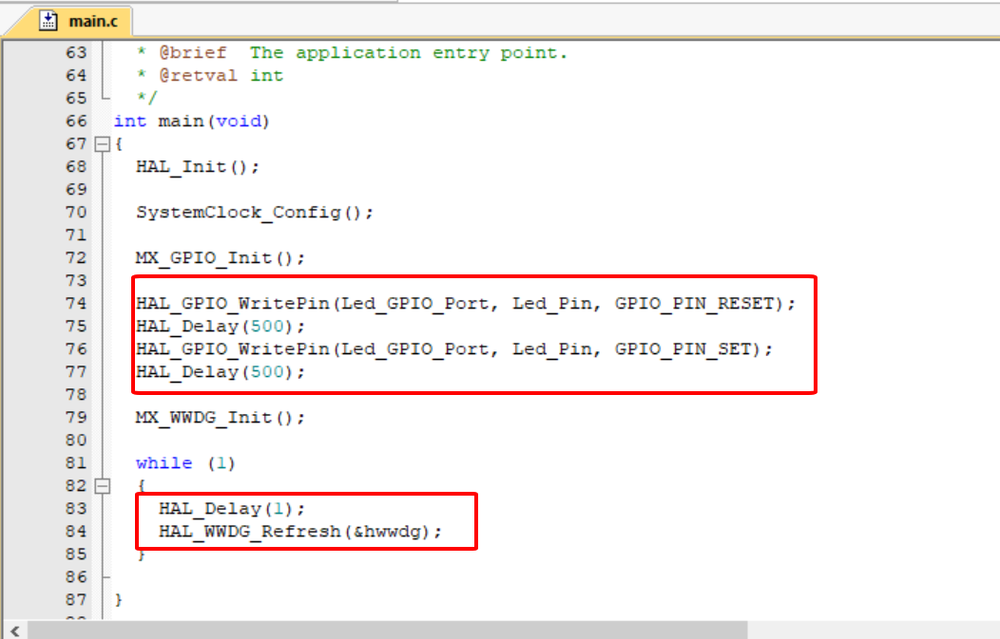 main.c
63 * @brief  The application entry point.
64 * @retval int
65 */
66 int main(void)
67 {
68 HAL_Init();
69
70 SystemClock_Config();
71
72 MX_GPIO_Init();
73
74 HAL_GPIO_WritePin(Led_GPIO_Port, Led_Pin, GPIO_PIN_RESET);
75 HAL_Delay(500);
76 HAL_GPIO_WritePin(Led_GPIO_Port, Led_Pin, GPIO_PIN_SET);
77 HAL_Delay(500);
78
79 MX_WWDG_Init();
80
81 while (1)
82 {
83 HAL_Delay(1);
84 HAL_WWDG_Refresh(&hwwdg);
85 }
86
87 }